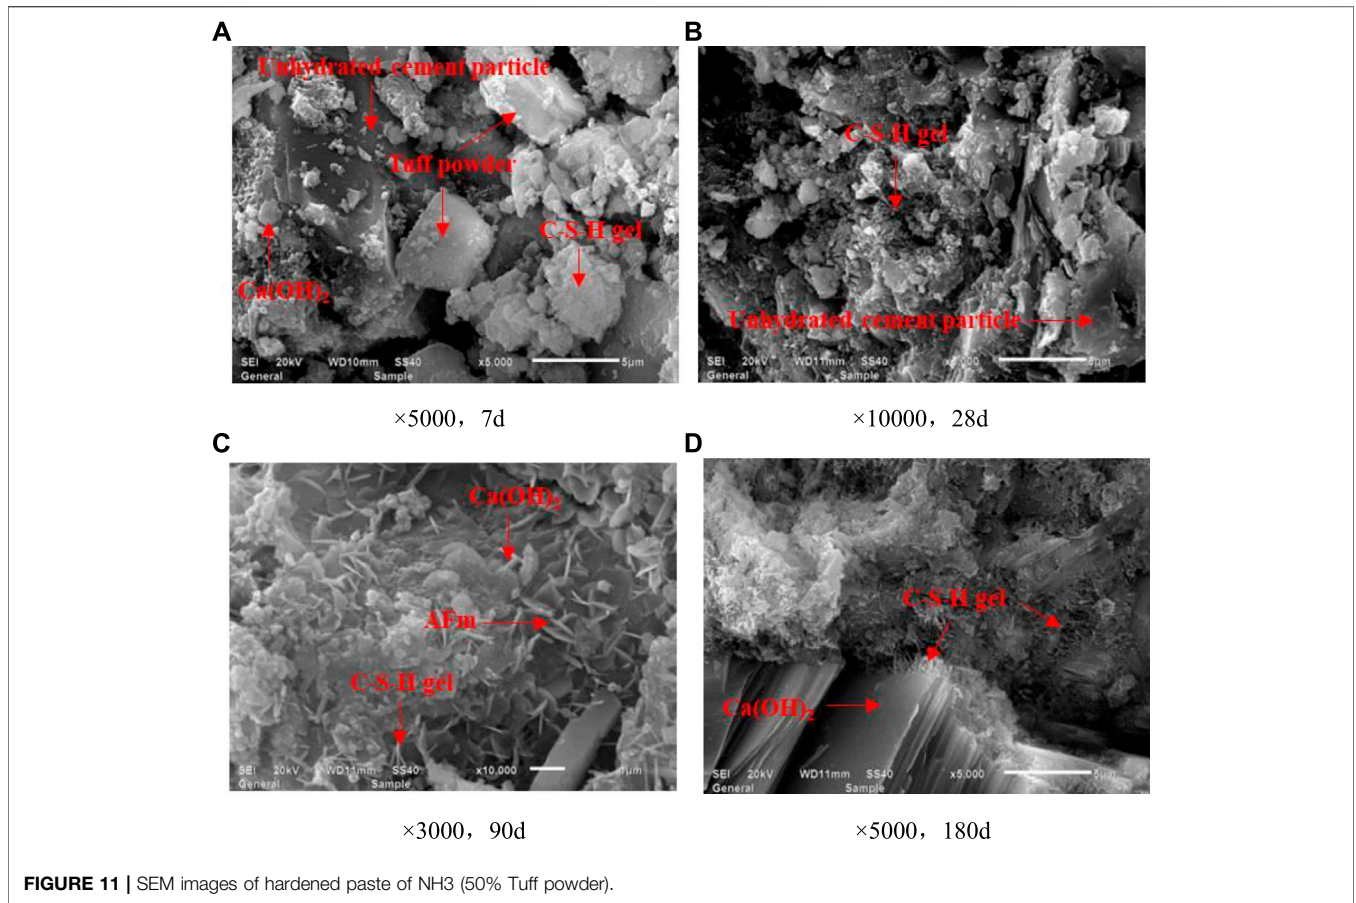 A
Unhydrated cement particle
Tuff powder
C-S-H gel
Ca(OH)₂
SEI 20kV WD10mm SS40 x5,000 5μm
General Sample
×5000，7d
B
C-S-H gel
Unhydrated cement particle
SEI 20kV WD11mm SS40 5μm
General Sample
×10000，28d
C
Ca(OH)₂
AFm
C-S-H gel
SEI 20kV WD11mm SS40 x10,000 1μm
General Sample
×3000，90d
D
C-S-H gel
Ca(OH)₂
SEI 20kV WD11mm SS40 x5,000 5μm
General Sample
×5000，180d
FIGURE 11 | SEM images of hardened paste of NH3 (50% Tuff powder).